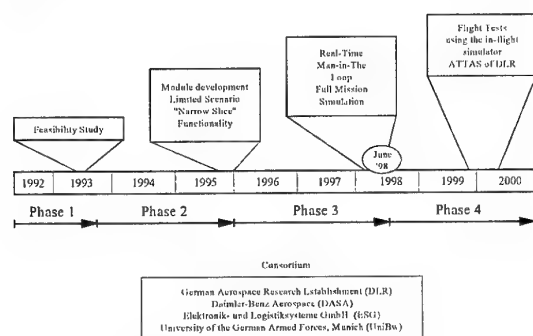 Flight Tests
using the in-flight
simulator
ATTAS of DLR
Real-Time
Man-in-The
Loop
Full Mission
Simulation
Module development
Limited Scenario
"Narrow Slice"
Functionality
Feasibility Study
June
'98
1992 1993 1994 1995 1996 1997 1998 1999 2000
Phase 1 Phase 2 Phase 3 Phase 4
Consortium
German Aerospace Research Establishment (DLR)
Daimler-Benz Aerospace (DASA)
Elektronik- und Logistiksysteme GmbH (ESG)
University of the German Armed Forces, Munich (UniBw)